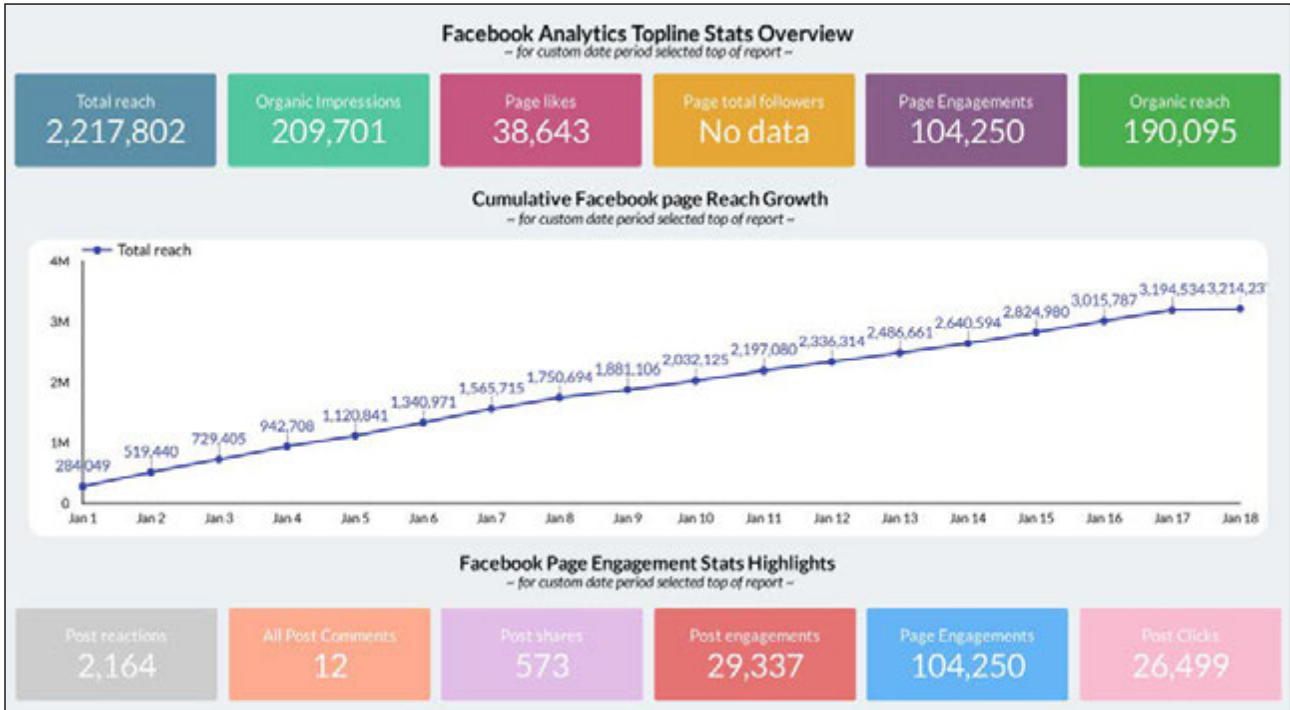 Facebook Analytics Topline Stats Overview
~ for custom date period selected top of report ~
Total reach
2,217,802
Organic Impressions
209,701
Page likes
38,643
Page total followers
No data
Page Engagements
104,250
Organic reach
190,095
Cumulative Facebook page Reach Growth
~ for custom date period selected top of report ~
Total reach
4M
3M
2M
1M
0
284,049
519,440
729,405
942,708
1,120,841
1,340,971
1,565,715
1,750,694
1,881,106
2,032,125
2,197,080
2,336,314
2,486,661
2,640,594
2,824,980
3,015,787
3,194,534
Jan 1 Jan 2 Jan 3 Jan 4 Jan 5 Jan 6 Jan 7 Jan 8 Jan 9 Jan 10 Jan 11 Jan 12 Jan 13 Jan 14 Jan 15 Jan 16 Jan 17 Jan 18
Facebook Page Engagement Stats Highlights
~ for custom date period selected top of report ~
Post reactions
2,164
All Post Comments
12
Post shares
573
Post engagements
29,337
Page Engagements
104,250
Post Clicks
26,499